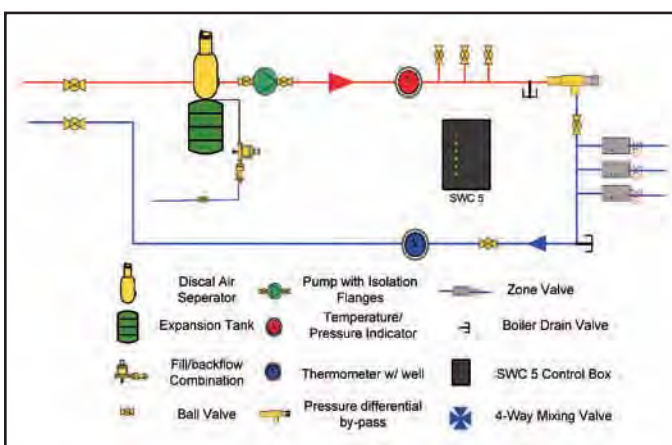 SWC 5
Discal Air
Seperator
Pump with Isolation
Flanges
Zone Valve
Expansion Tank
Temperature/
Pressure Indicator
Boiler Drain Valve
Fill/backflow
Combination
Thermometer w/ well
SWC 5 Control Box
Ball Valve
Pressure differential
by-pass
4-Way Mixing Valve